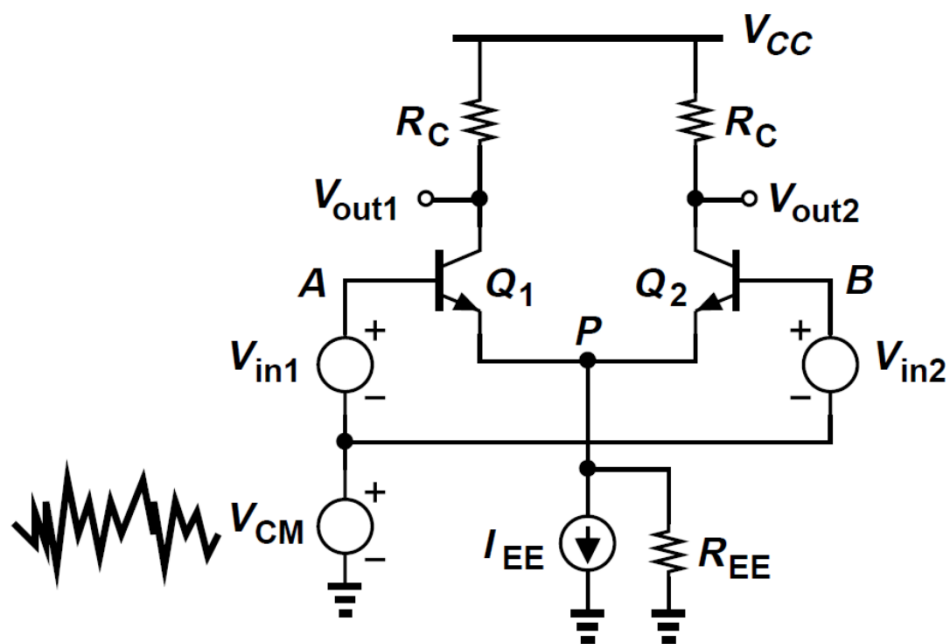 V_CC
R_C R_C
V_out1 V_out2
A Q_1 Q_2 B
P
V_in1 + − + − V_in2
V_CM + −
I_EE R_EE